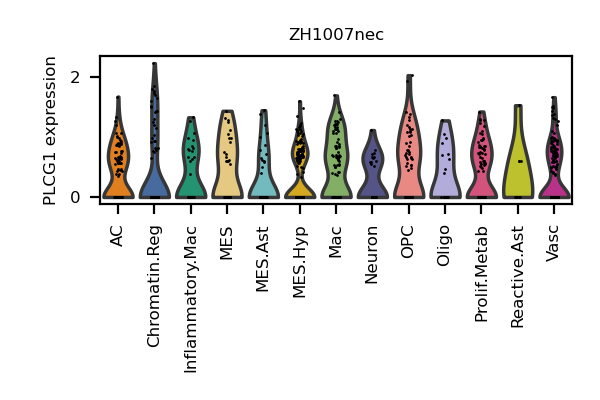 ZH1007nec
PLCG1 expression
2
0
AC
Chromatin.Reg
Inflammatory.Mac
MES
MES.Ast
MES.Hyp
Mac
Neuron
OPC
Oligo
Prolif.Metab
Reactive.Ast
Vasc